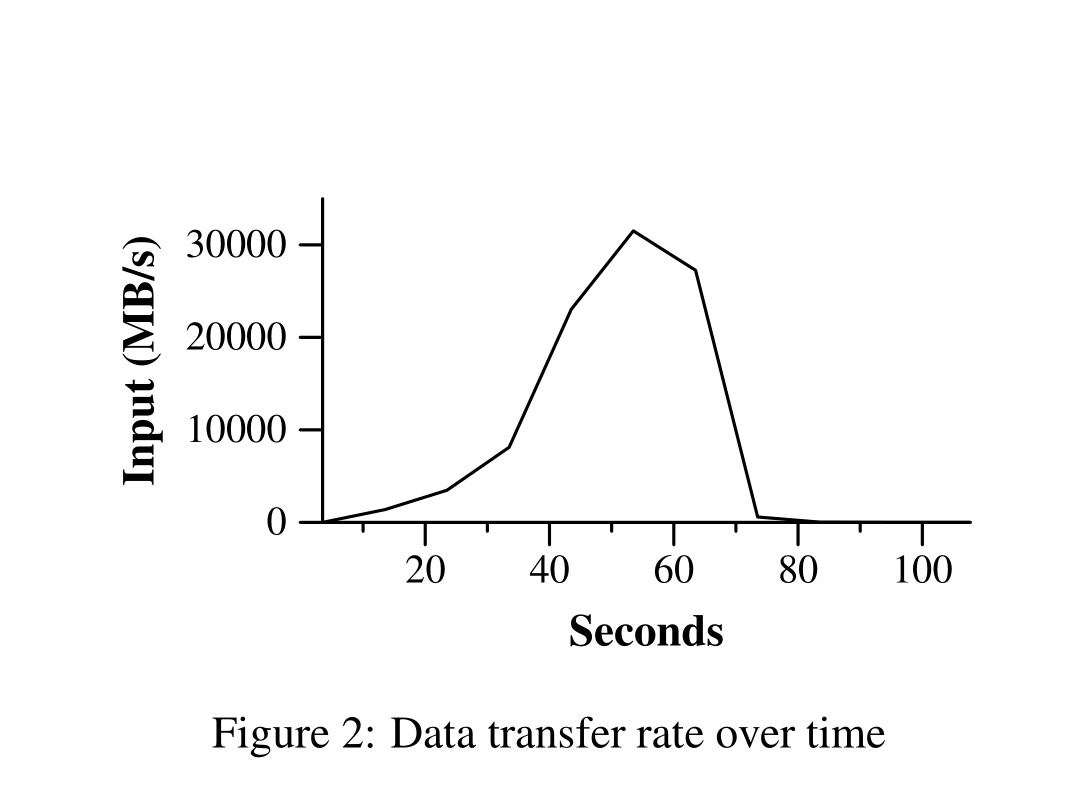 Input (MB/s)
30000
20000
10000
0
20 40 60 80 100
Seconds
Figure 2: Data transfer rate over time